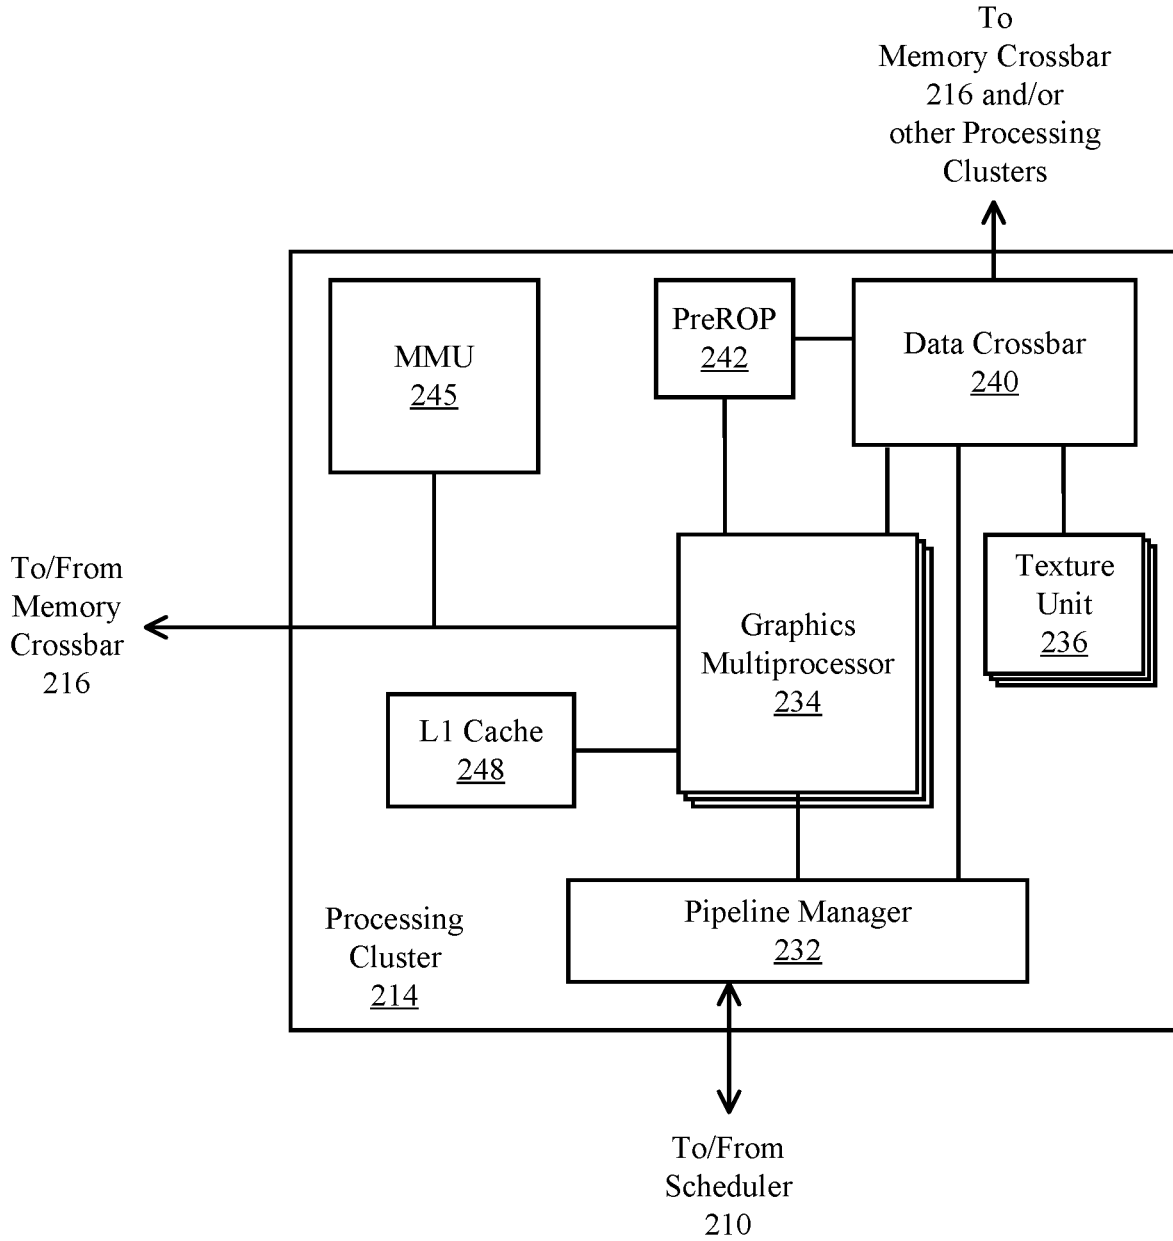 To
Memory Crossbar
216 and/or
other Processing
Clusters
MMU
245
PreROP
242
Data Crossbar
240
To/From
Memory
Crossbar
216
Graphics
Multiprocessor
234
Texture
Unit
236
L1 Cache
248
Pipeline Manager
232
Processing
Cluster
214
To/From
Scheduler
210